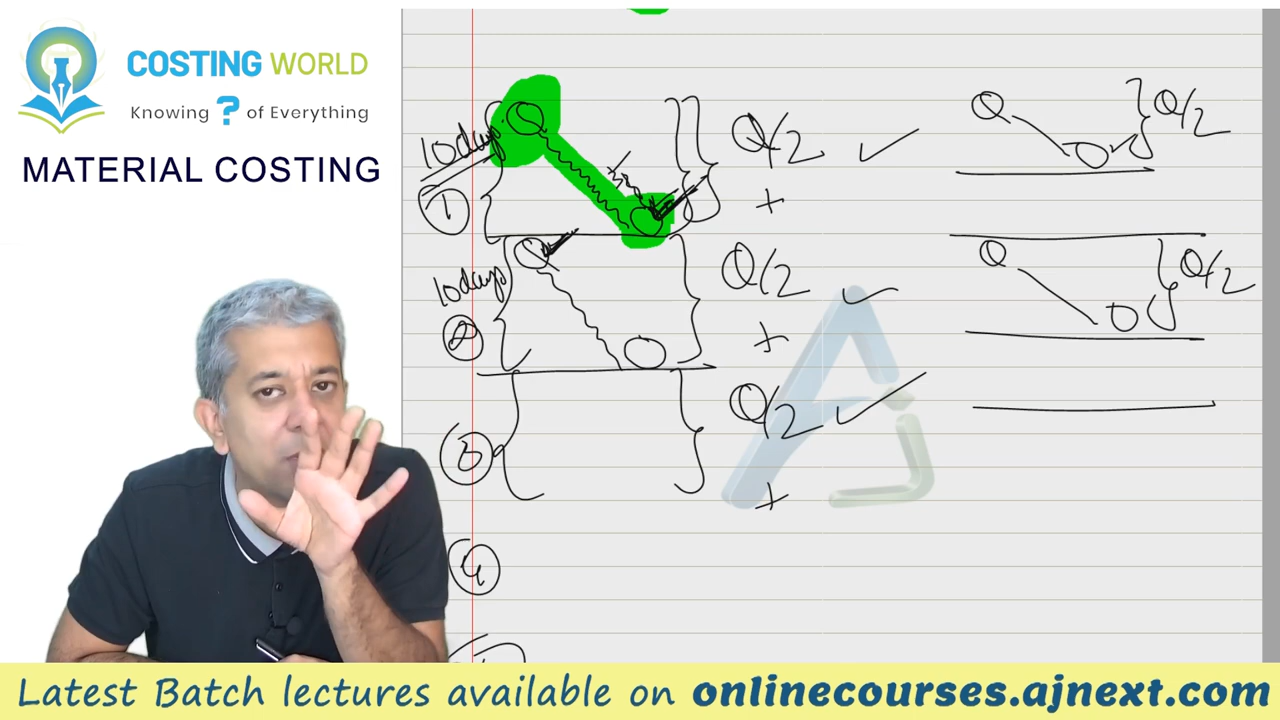 COSTING WORLD
Knowing ? of Everything
MATERIAL COSTING
10days Q Q/2 Q Q/2
① O + O
10days Q Q/2 Q Q/2
② O + O
③ Q/2
+
④
Latest Batch lectures available on onlinecourses.ajnext.com